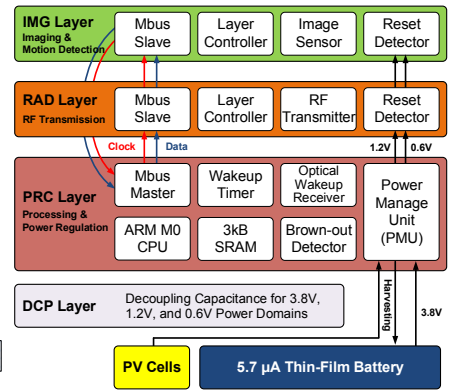 IMG Layer
Imaging &
Motion Detection
Mbus
Slave
Layer
Controller
Image
Sensor
Reset
Detector
RAD Layer
RF Transmission
Mbus
Slave
Layer
Controller
RF
Transmitter
Reset
Detector
Clock
Data
1.2V
0.6V
PRC Layer
Processing &
Power Regulation
Mbus
Master
Wakeup
Timer
Optical
Wakeup
Receiver
Power
Manage
Unit
(PMU)
ARM M0
CPU
3kB
SRAM
Brown-out
Detector
DCP Layer
Decoupling Capacitance for 3.8V,
1.2V, and 0.6V Power Domains
Harvesting
3.8V
PV Cells
5.7 µA Thin-Film Battery